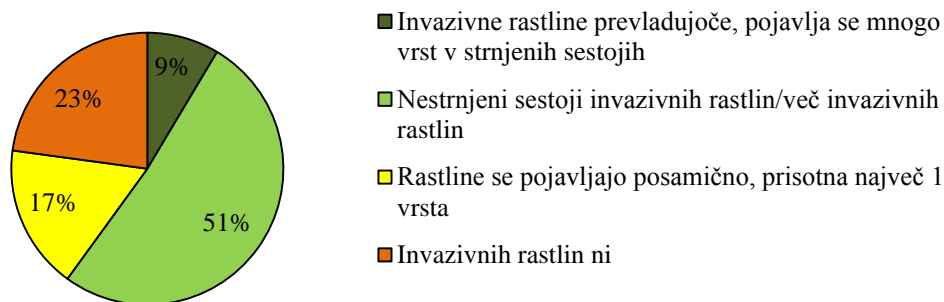 9%
51%
17%
23%
Invazivne rastline prevladujoče, pojavlja se mnogo
vrst v strnjenih sestojih
Nestrnjeni sestoji invazivnih rastlin/več invazivnih
rastlin
Rastline se pojavljajo posamično, prisotna največ 1
vrsta
Invazivnih rastlin ni